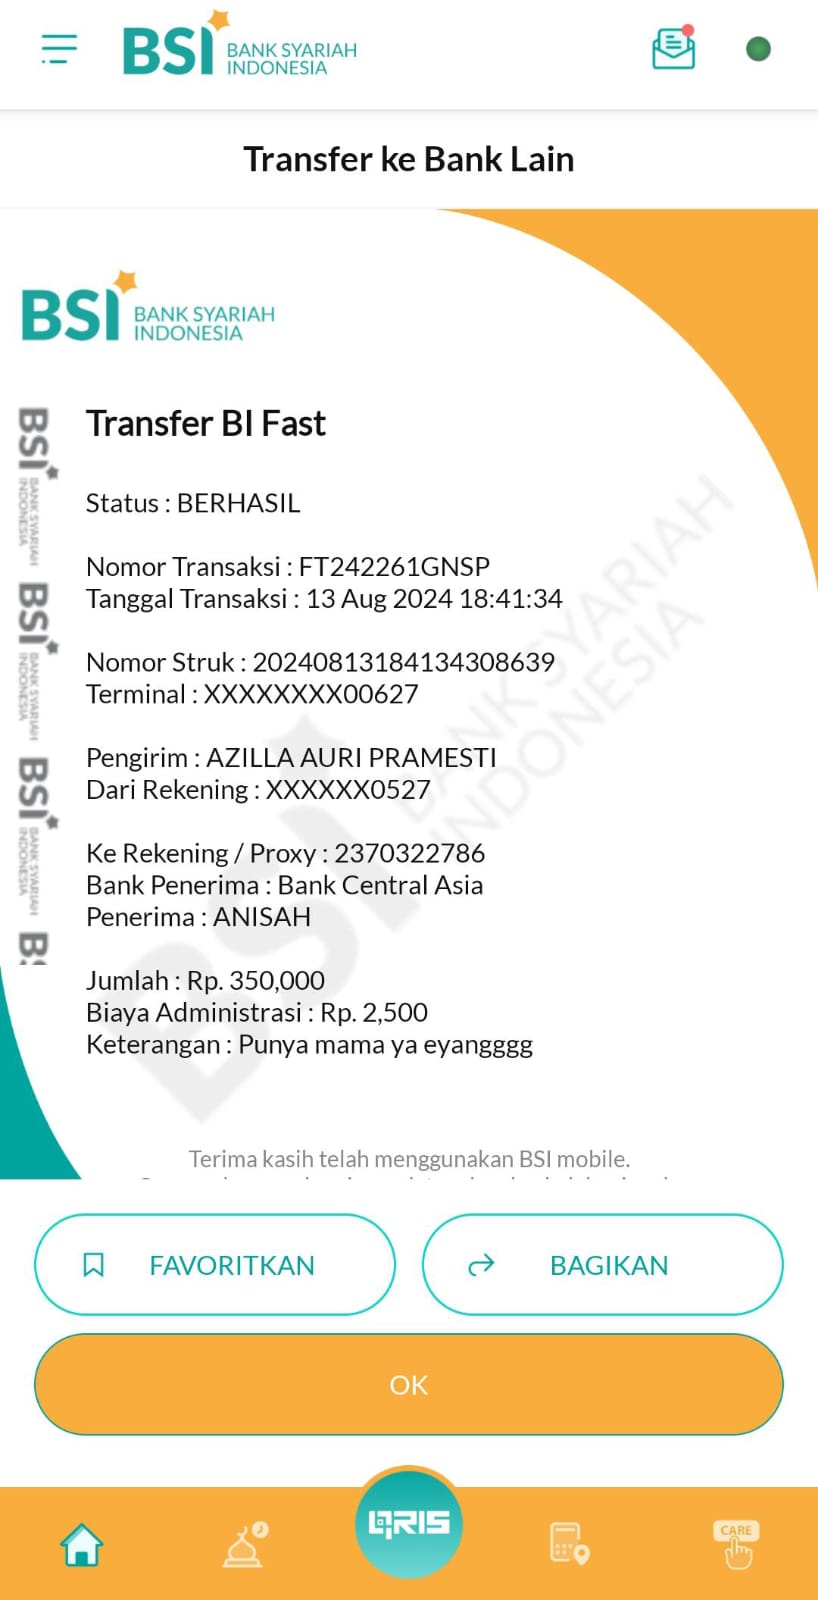 BSI BANK SYARIAH
INDONESIA
Transfer ke Bank Lain
BSI BANK SYARIAH
INDONESIA
Transfer BI Fast
Status : BERHASIL
Nomor Transaksi : FT242261GNSP
Tanggal Transaksi : 13 Aug 2024 18:41:34
Nomor Struk : 20240813184134308639
Terminal : XXXXXXXX00627
Pengirim : AZILLA AURI PRAMESTI
Dari Rekening : XXXXXX0527
Ke Rekening / Proxy : 2370322786
Bank Penerima : Bank Central Asia
Penerima : ANISAH
Jumlah : Rp. 350,000
Biaya Administrasi : Rp. 2,500
Keterangan : Punya mama ya eyangggg
Terima kasih telah menggunakan BSI mobile.
BSI BANK SYARIAH INDONESIA
BSI BANK SYARIAH INDONESIA
BSI BANK SYARIAH INDONESIA
BSI BANK SYARIAH INDONESIA
FAVORITKAN
BAGIKAN
OK
QRIS
CARE